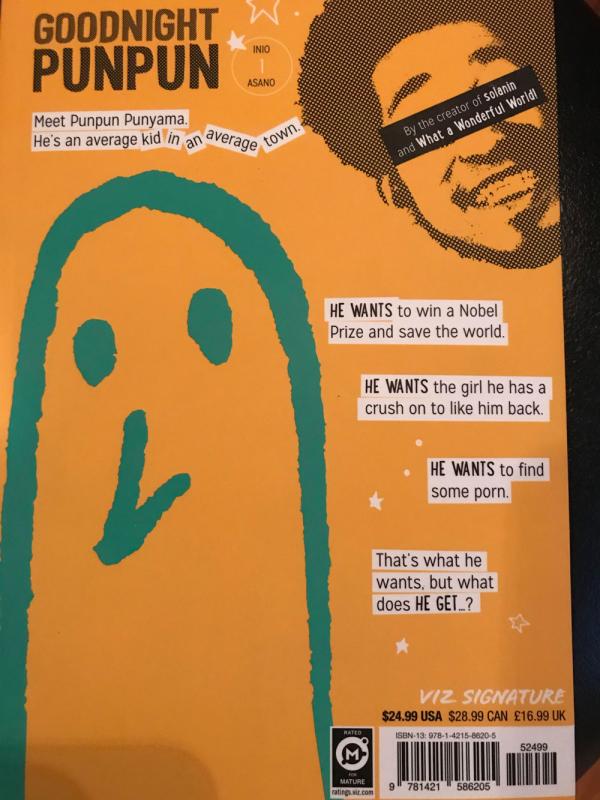 GOODNIGHT
PUNPUN
INIO
1
ASANO
Meet Punpun Punyama.
He's an average kid in an average town.
By the creator of solanin
and What a Wonderful World!
HE WANTS to win a Nobel
Prize and save the world.
HE WANTS the girl he has a
crush on to like him back.
HE WANTS to find
some porn.
That's what he
wants, but what
does HE GET...?
VIZ SIGNATURE
$24.99 USA $28.99 CAN £16.99 UK
RATED
M
FOR
MATURE
ratings.viz.com
ISBN-13: 978-1-4215-8620-5
52499
9 781421 586205